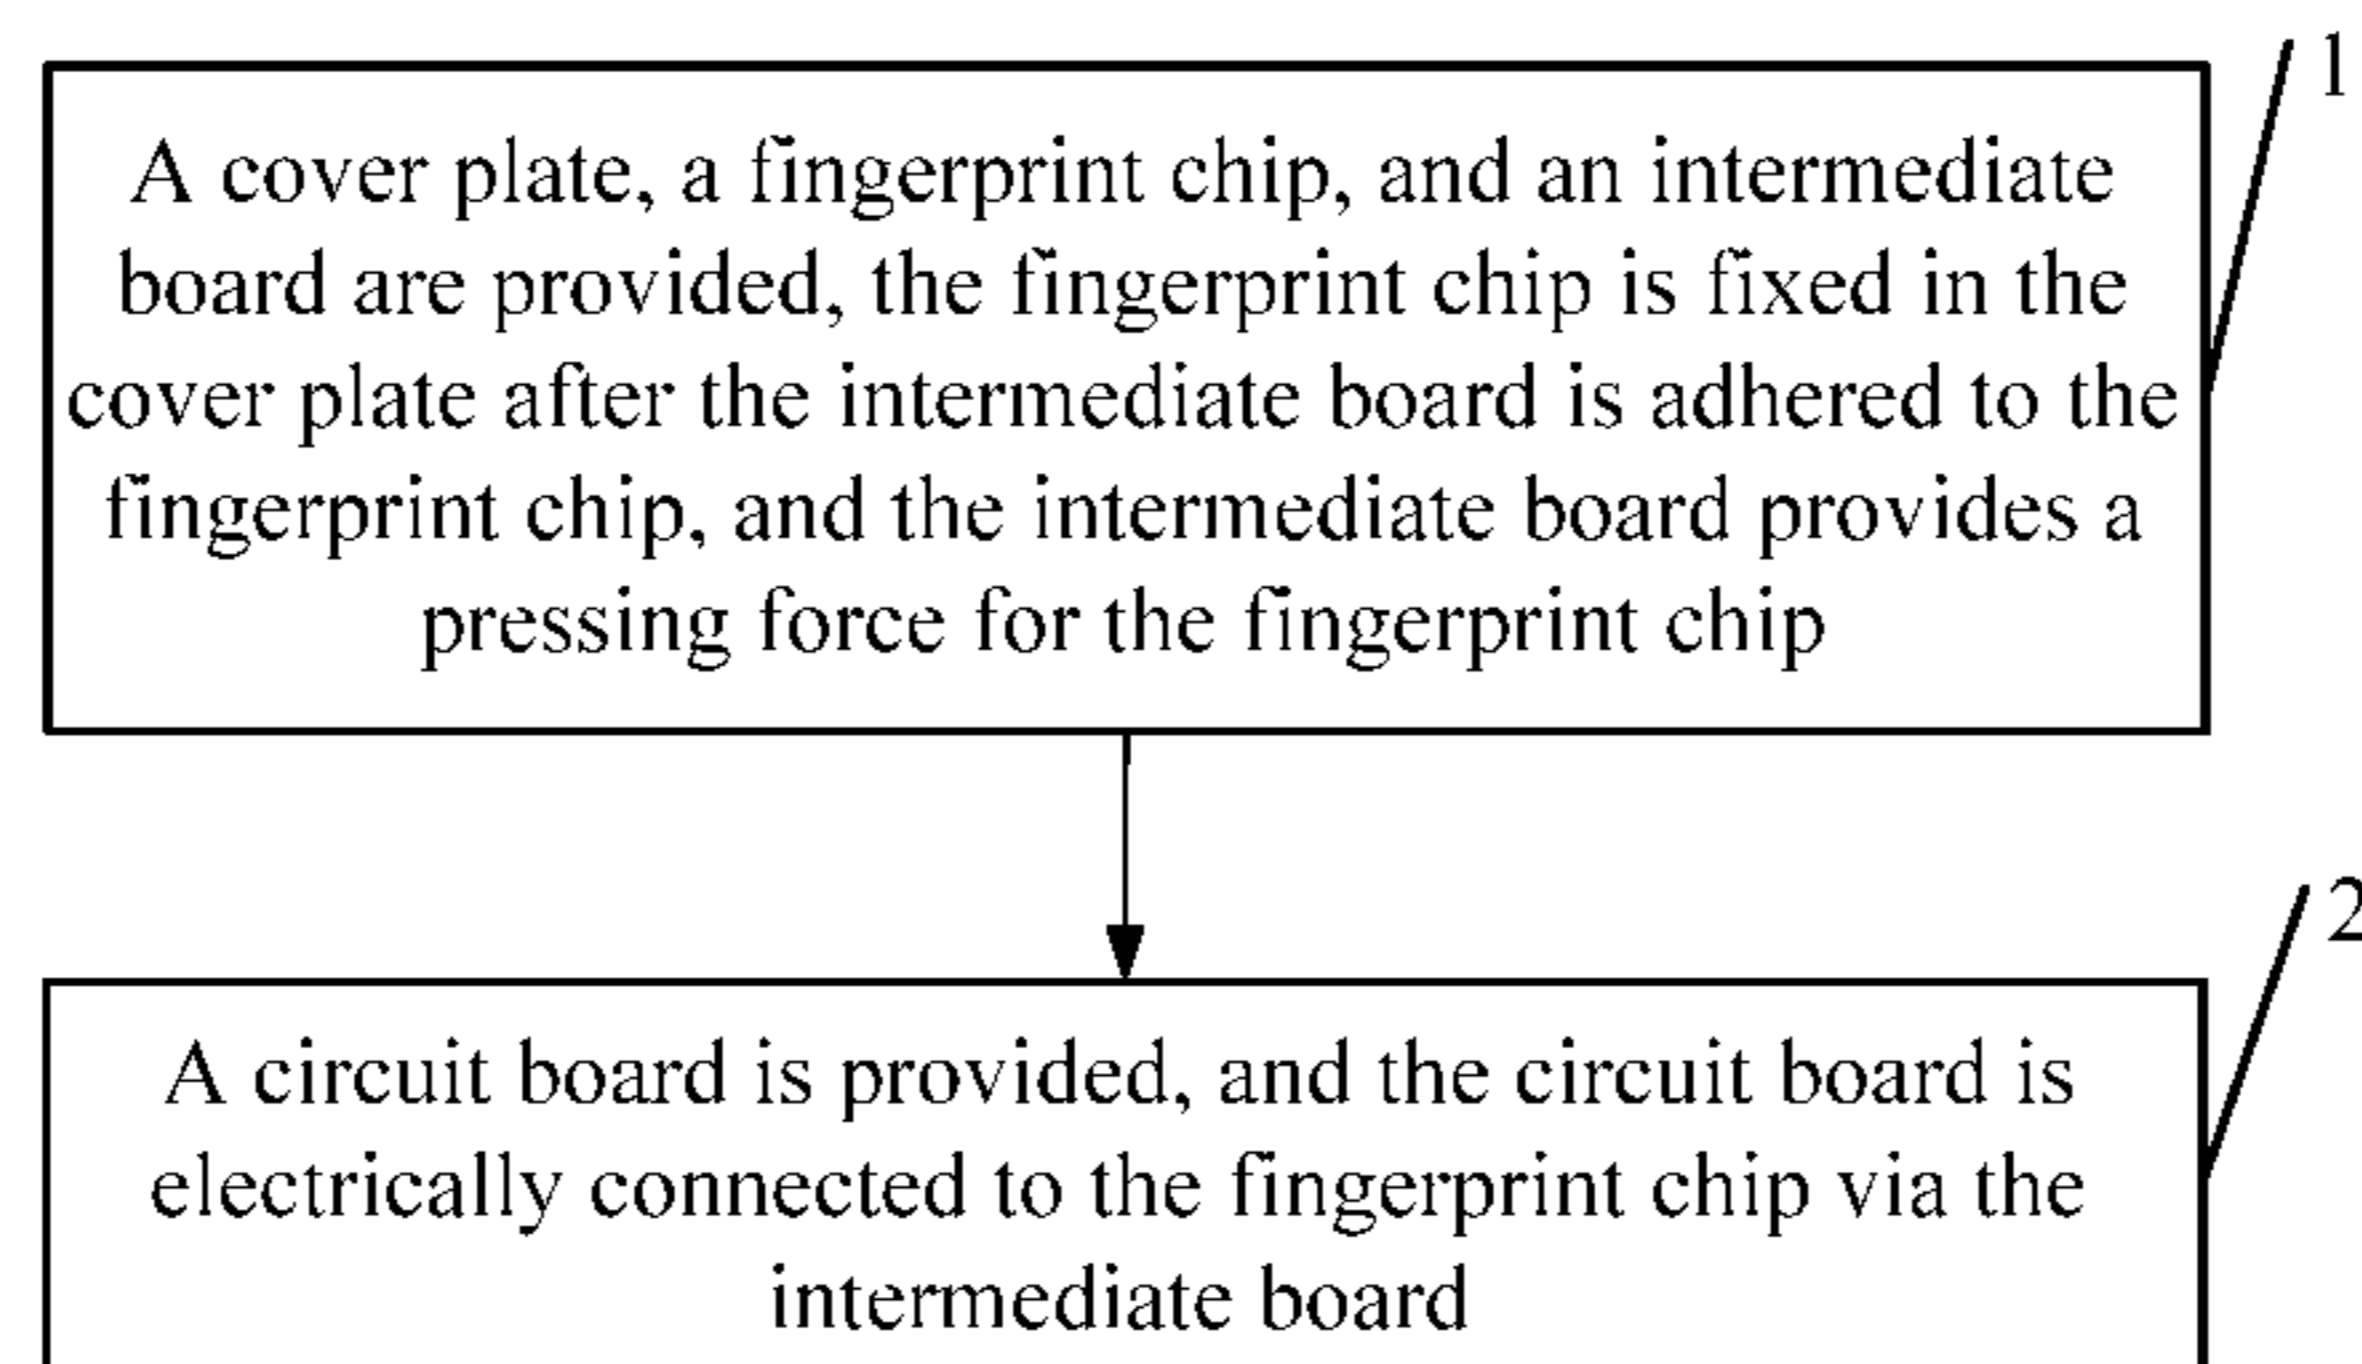 1
A cover plate, a fingerprint chip, and an intermediate
board are provided, the fingerprint chip is fixed in the
cover plate after the intermediate board is adhered to the
fingerprint chip, and the intermediate board provides a
pressing force for the fingerprint chip
2
A circuit board is provided, and the circuit board is
electrically connected to the fingerprint chip via the
intermediate board